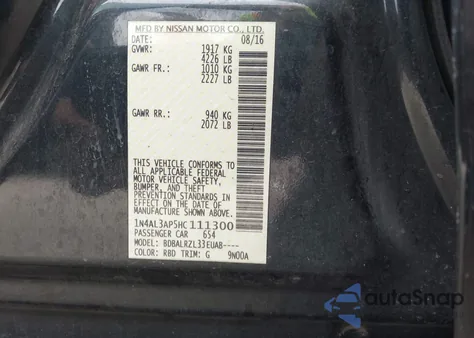 MFD BY NISSAN MOTOR CO., LTD.
DATE: 08/16
GVWR: 1917 KG
4226 LB
GAWR FR: 1010 KG
2227 LB
GAWR RR: 940 KG
2072 LB
THIS VEHICLE CONFORMS TO
ALL APPLICABLE FEDERAL
MOTOR VEHICLE SAFETY,
BUMPER, AND THEFT
PREVENTION STANDARDS IN
EFFECT ON THE DATE OF
MANUFACTURE SHOWN ABOVE.
1N4AL3AP5HC111300
PASSENGER CAR 654
MODEL: BDBALRZL33EUAB----
COLOR: RBD TRIM: G 9N00A
autoSnap